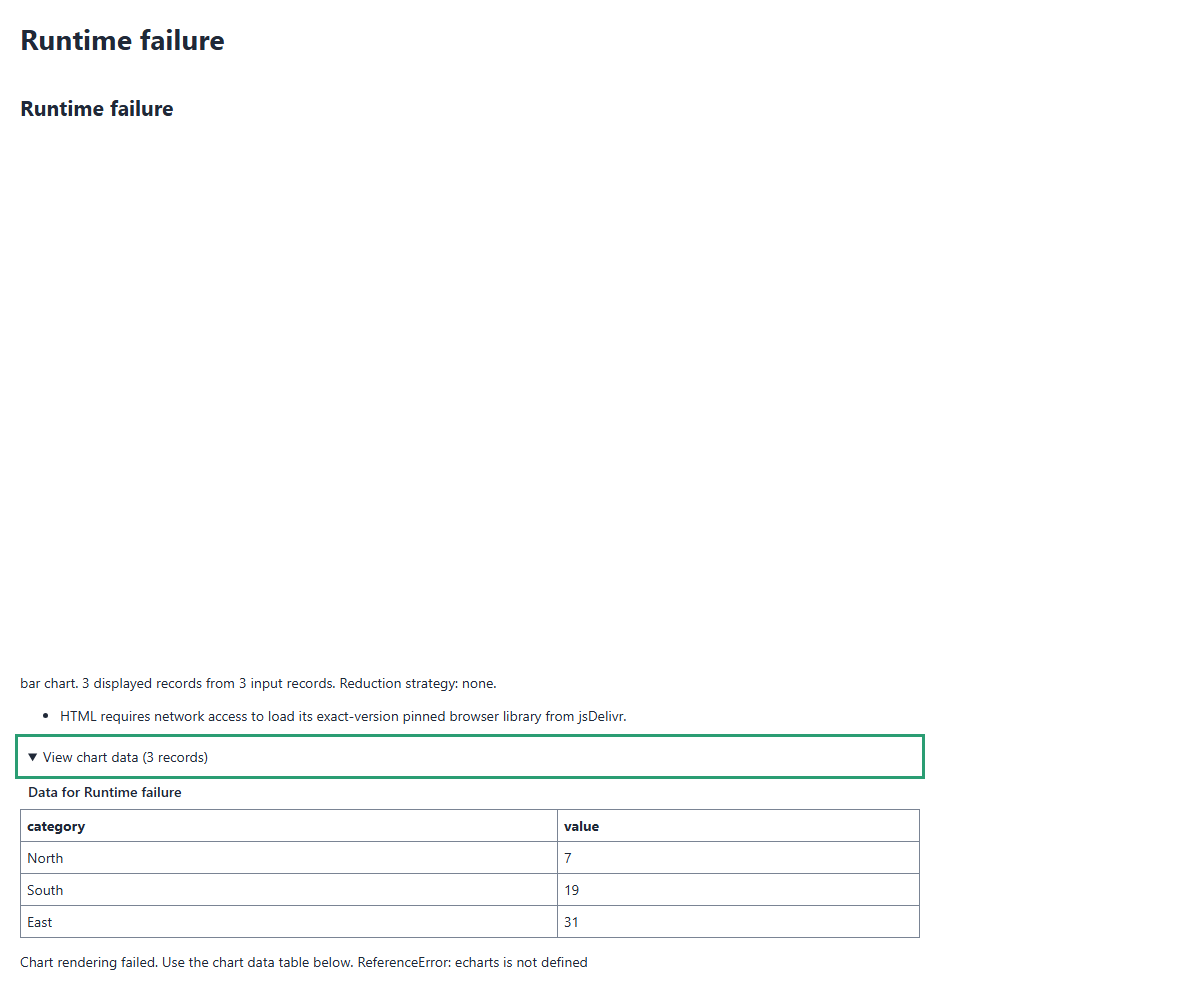 Runtime failure
Runtime failure
bar chart. 3 displayed records from 3 input records. Reduction strategy: none.
• HTML requires network access to load its exact-version pinned browser library from jsDelivr.
▼ View chart data (3 records)
Data for Runtime failure
category value
North 7
South 19
East 31
Chart rendering failed. Use the chart data table below. ReferenceError: echarts is not defined